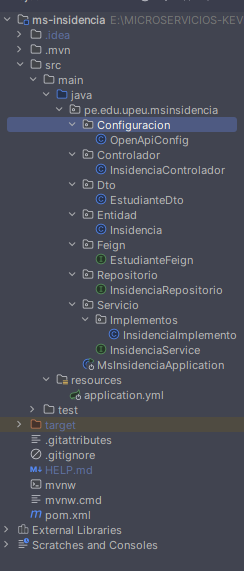 ms-insidencia E:\MICROSERVICIOS-KEV
.idea
.mvn
src
main
java
pe.edu.upeu.msinsidencia
Configuracion
OpenApiConfig
Controlador
InsidenciaControlador
Dto
EstudianteDto
Entidad
Insidencia
Feign
EstudianteFeign
Repositorio
InsidenciaRepositorio
Servicio
Implementos
InsidenciaImplemento
InsidenciaService
MsInsidenciaApplication
resources
application.yml
test
target
.gitattributes
.gitignore
HELP.md
mvnw
mvnw.cmd
pom.xml
External Libraries
Scratches and Consoles